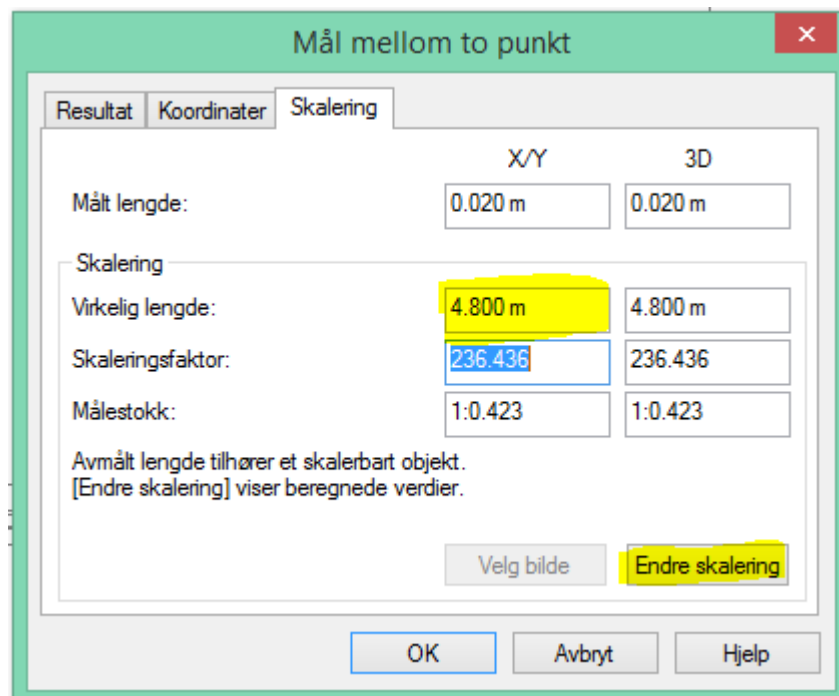 Mål mellom to punkt
Resultat Koordinater Skalering
X/Y 3D
Målt lengde: 0.020 m 0.020 m
Skalering
Virkelig lengde: 4.800 m 4.800 m
Skaleringsfaktor: 236.436 236.436
Målestokk: 1:0.423 1:0.423
Avmålt lengde tilhører et skalerbart objekt.
[Endre skalering] viser beregnede verdier.
Velg bilde Endre skalering
OK Avbryt Hjelp